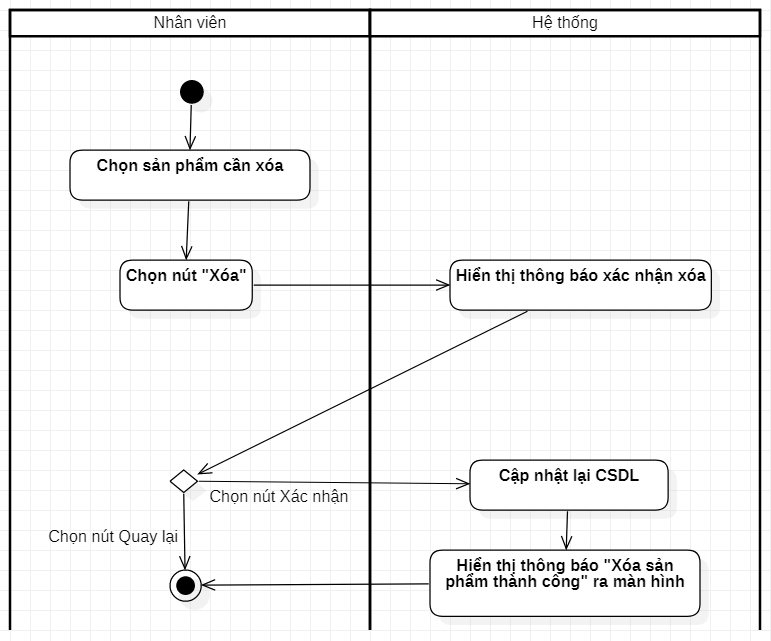 Nhân viên
Hệ thống
Chọn sản phẩm cần xóa
Chọn nút "Xóa"
Hiển thị thông báo xác nhận xóa
Chọn nút Xác nhận
Cập nhật lại CSDL
Chọn nút Quay lại
Hiển thị thông báo "Xóa sản
phẩm thành công" ra màn hình